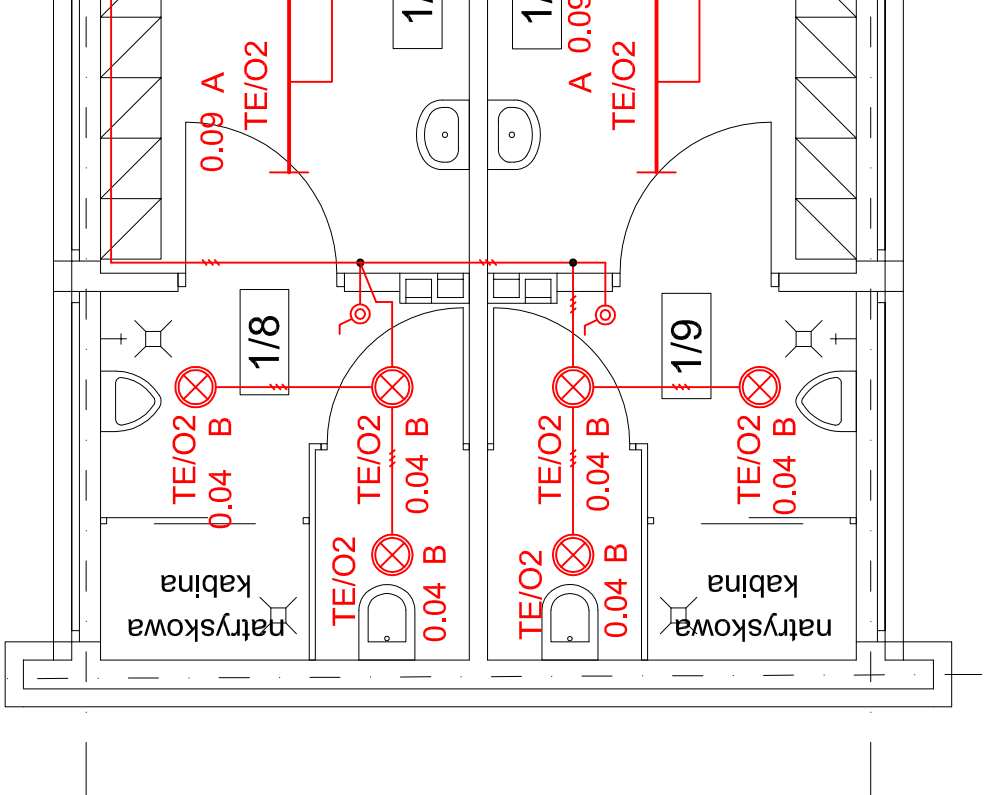 1/
1/
0.09 A
TE/O2
A 0.09
TE/O2
1/8
1/9
TE/O2
0.04 B
TE/O2
0.04 B
TE/O2
0.04 B
TE/O2
0.04 B
TE/O2
0.04 B
TE/O2
0.04 B
kabina
natryskowa
kabina
natryskowa